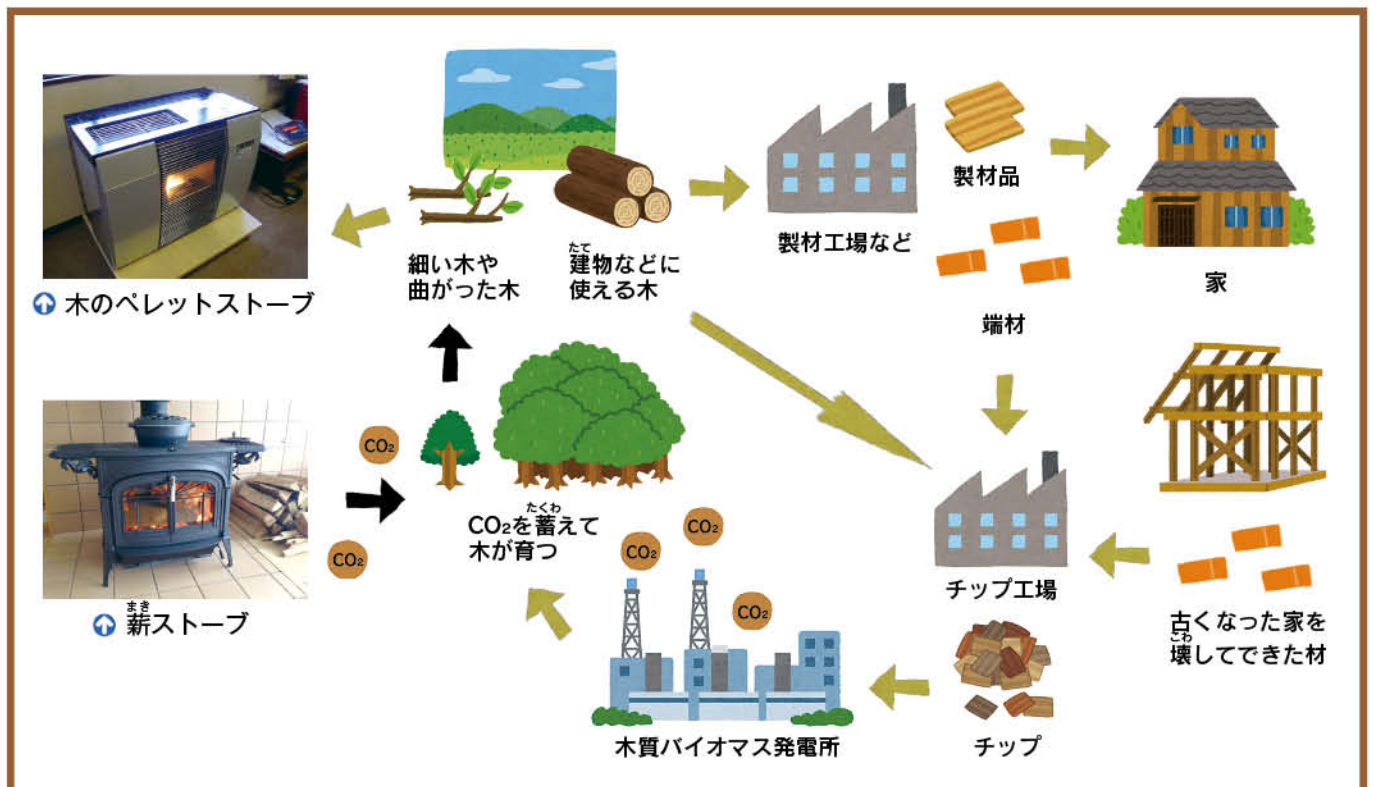 細い木や
曲がった木
たて
建物などに
使える木
製材工場など
製材品
端材
家
木のペレットストーブ
CO₂
CO₂
薪ストーブ
まき
たくわ
CO₂を蓄えて
木が育つ
CO₂
CO₂
CO₂
木質バイオマス発電所
チップ工場
チップ
古くなった家を
こわ
壊してできた材